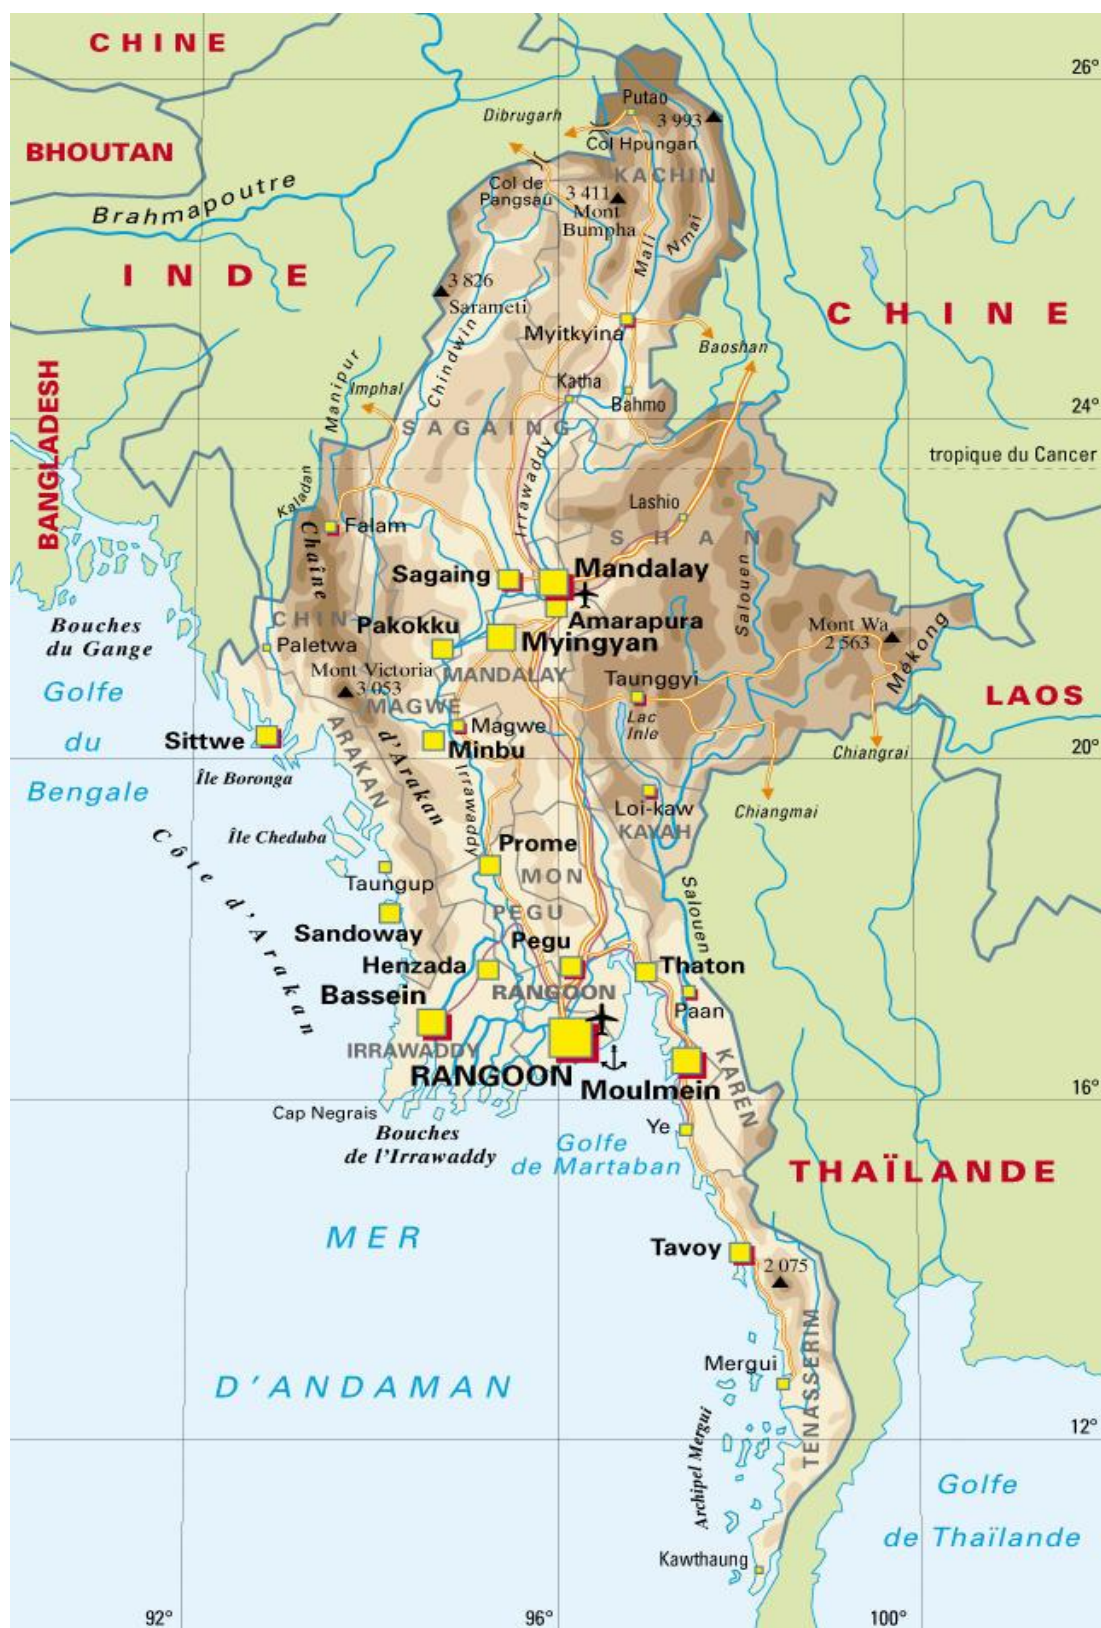 CHINE
26°
Putao
Dibrugarh
3 993
Col Hpungan
BHOUTAN
KACHIN
Col de
Pangsau
3 411
Mont
Bumpha
Brahmapoutre
Mali
Nmai
INDE
3 826
Sarameti
CHINE
Chindwin
Myitkyina
Baoshan
BANGLADESH
Manipur
Imphal
Katha
Bahmo
24°
SAGAING
Irrawaddy
tropique du Cancer
Kaladan
Lashio
Falam
Chaîne
SHAN
Salouen
Sagaing
Mandalay
Amarapura
CHIN
Pakokku
Myingyan
Mont Wa
2 563
Mékong
Bouches
du Gange
Paletwa
Mont Victoria
3 053
MANDALAY
Taunggyi
LAOS
Golfe
du
Bengale
MAGWE
Magwe
Lac
Inle
Sittwe
ARAKAN
d'Arakan
Minbu
Chiangrai
20°
Île Boronga
Irrawaddy
Loi-kaw
KAYAH
Chiangmai
Côte d'Arakan
Île Cheduba
Prome
Taungup
MON
Salouen
PEGU
Sandoway
Pegu
Henzada
Thaton
Bassein
RANGOON
Paan
IRRAWADDY
RANGOON
Moulmein
KAREN
Cap Negrais
16°
Ye
Bouches
de l'Irrawaddy
Golfe
de Martaban
THAÏLANDE
MER
Tavoy
2 075
TENASSERIM
Mergui
D'ANDAMAN
Archipel Mergui
12°
Golfe
de Thaïlande
Kawthaung
92°
96°
100°